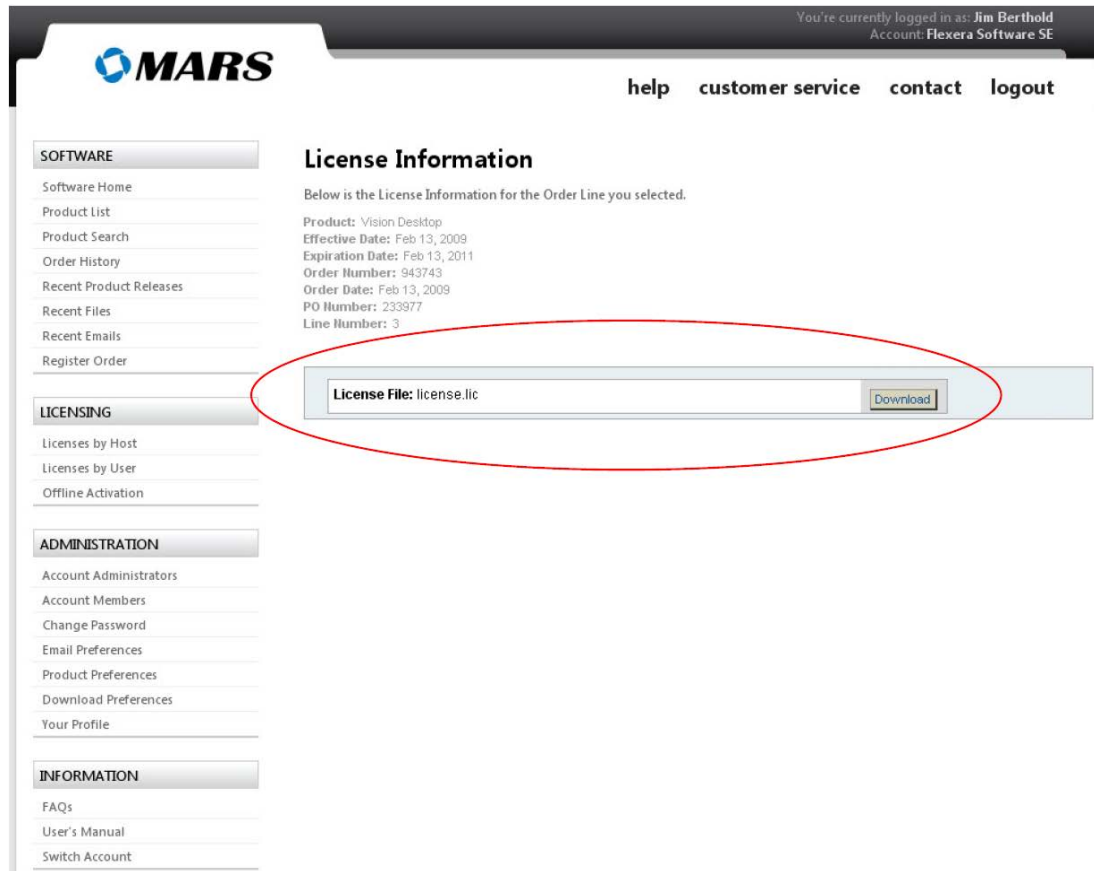 You're currently logged in as: Jim Berthold
Account: Flexera Software SE
MARS
help customer service contact logout
SOFTWARE
Software Home
Product List
Product Search
Order History
Recent Product Releases
Recent Files
Recent Emails
Register Order
LICENSING
Licenses by Host
Licenses by User
Offline Activation
ADMINISTRATION
Account Administrators
Account Members
Change Password
Email Preferences
Product Preferences
Download Preferences
Your Profile
INFORMATION
FAQs
User's Manual
Switch Account
License Information
Below is the License Information for the Order Line you selected.
Product: Vision Desktop
Effective Date: Feb 13, 2009
Expiration Date: Feb 13, 2011
Order Number: 943743
Order Date: Feb 13, 2009
PO Number: 233977
Line Number: 3
License File: license.lic
Download